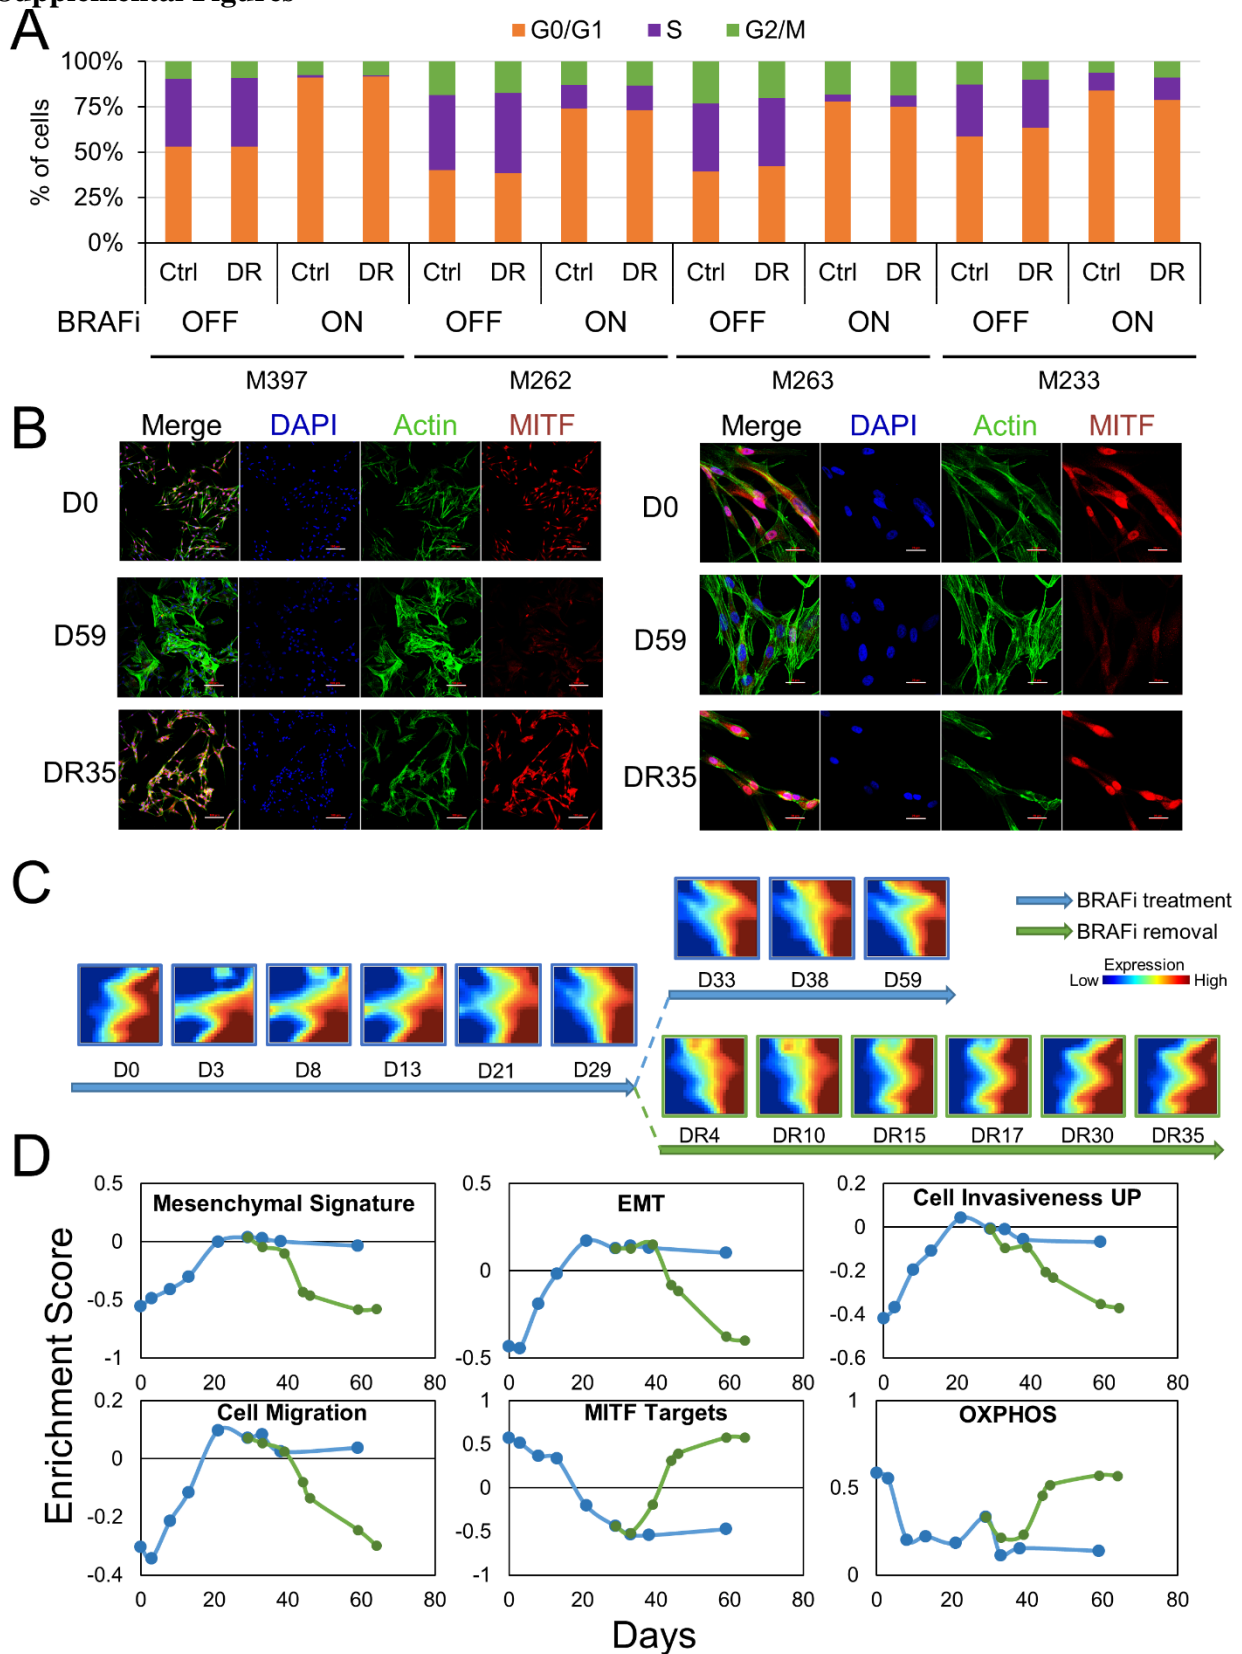 Supplemental Figures
A
G0/G1 S G2/M
100%
75%
50%
25%
0%
% of cells
Ctrl DR Ctrl DR Ctrl DR Ctrl DR Ctrl DR Ctrl DR Ctrl DR Ctrl DR
BRAFi OFF ON OFF ON OFF ON OFF ON
M397 M262 M263 M233
B
Merge DAPI Actin MITF Merge DAPI Actin MITF
D0 D0
D59 D59
DR35 DR35
C
BRAFi treatment
BRAFi removal
Expression
Low High
D33 D38 D59
D0 D3 D8 D13 D21 D29
DR4 DR10 DR15 DR17 DR30 DR35
D
Enrichment Score
Mesenchymal Signature
0.5
0
-0.5
-1
0 20 40 60 80
EMT
0.5
0
-0.5
0 20 40 60 80
Cell Invasiveness UP
0.2
0
-0.2
-0.4
-0.6
0 20 40 60 80
Cell Migration
0.2
0
-0.2
-0.4
0 20 40 60 80
MITF Targets
1
0.5
0
-0.5
-1
0 20 40 60 80
OXPHOS
1
0.5
0
0 20 40 60 80
Days